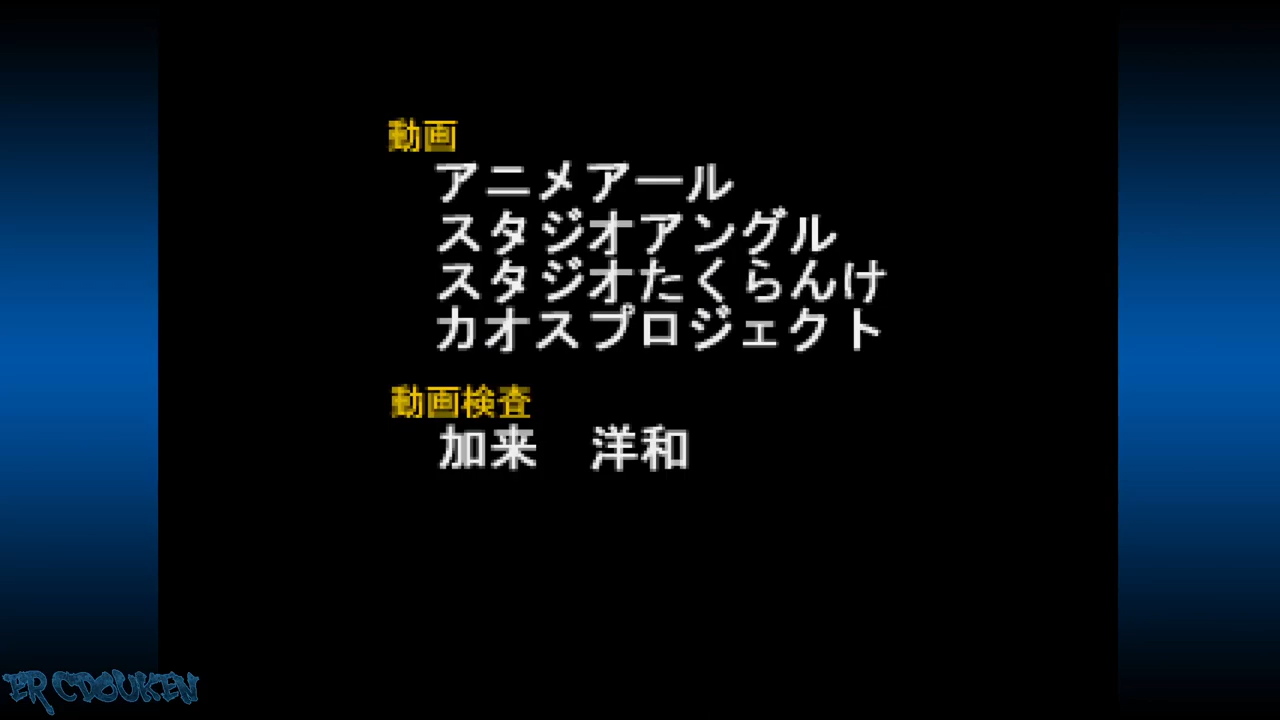 動画
アニメアール
スタジオアングル
スタジオたくらんけ
カオスプロジェクト
動画検査
加来 洋和
ER CDOUKEN